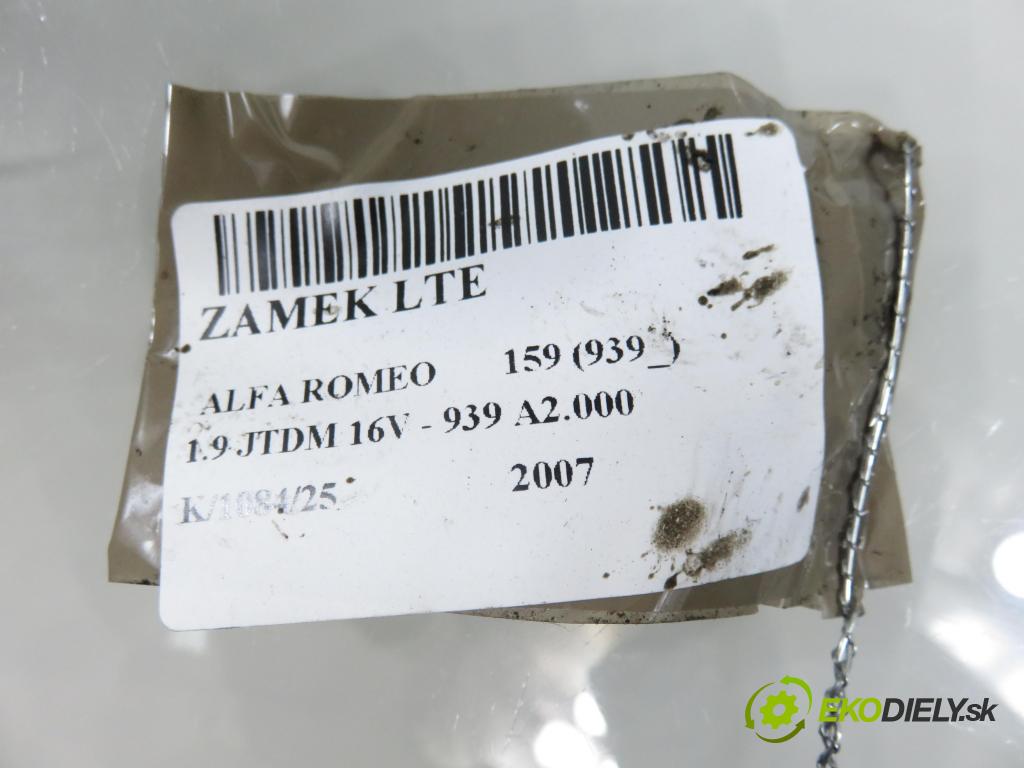 ZAMEK LTE
ALFA ROMEO 159 (939_)
1.9 JTDM 16V - 939 A2.000
K/1084/25 2007
EKODIELY.sk